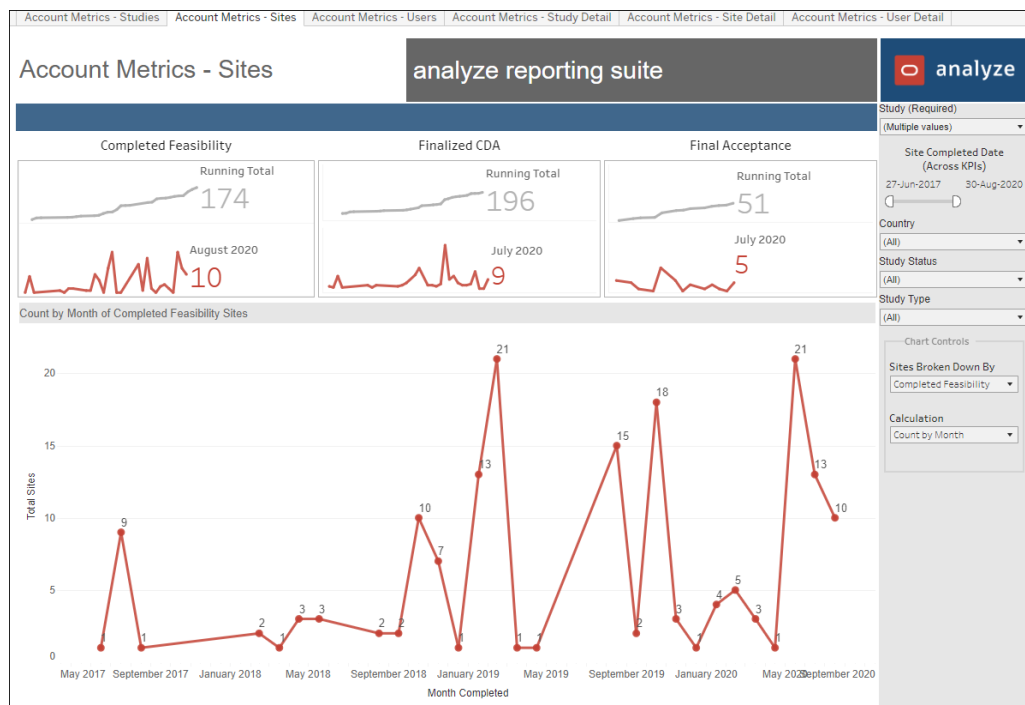 Account Metrics - Studies
Account Metrics - Sites
Account Metrics - Users
Account Metrics - Study Detail
Account Metrics - Site Detail
Account Metrics - User Detail
Account Metrics - Sites
analyze reporting suite
analyze
Completed Feasibility
Running Total
174
August 2020
10
Finalized CDA
Running Total
196
July 2020
9
Final Acceptance
Running Total
51
July 2020
5
Study (Required)
(Multiple values)
Site Completed Date
(Across KPIs)
27-Jun-2017 30-Aug-2020
Country
(All)
Study Status
(All)
Study Type
(All)
Chart Controls
Sites Broken Down By
Completed Feasibility
Calculation
Count by Month
Count by Month of Completed Feasibility Sites
Total Sites
20
15
10
5
0
1
9
1
2
1
3
3
2
2
10
7
1
13
21
1
1
15
2
18
3
1
4
5
3
1
21
13
10
May 2017 September 2017 January 2018 May 2018 September 2018 January 2019 May 2019 September 2019 January 2020 May 2020 September 2020
Month Completed